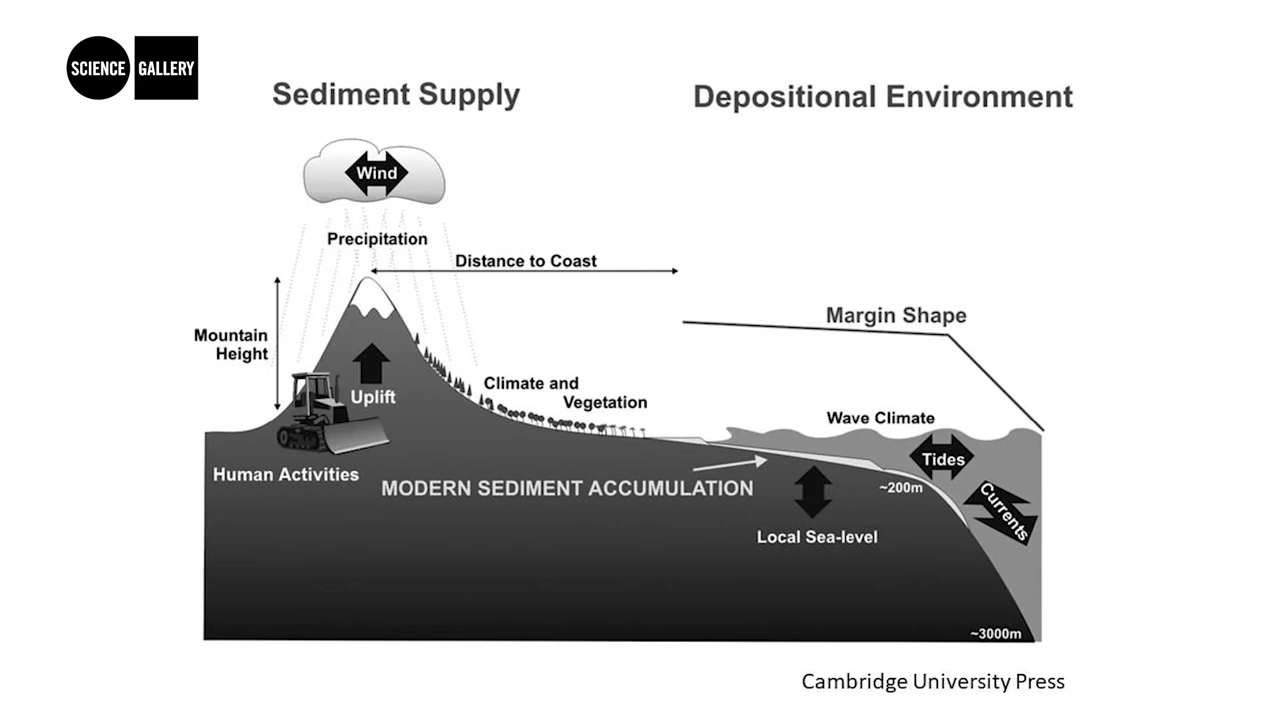 SCIENCE
GALLERY
Sediment Supply
Depositional Environment
Wind
Precipitation
Distance to Coast
Mountain
Height
Uplift
Margin Shape
Climate and
Vegetation
Wave Climate
Tides
Human Activities
MODERN SEDIMENT ACCUMULATION
~200m
Currents
Local Sea-level
~3000m
Cambridge University Press